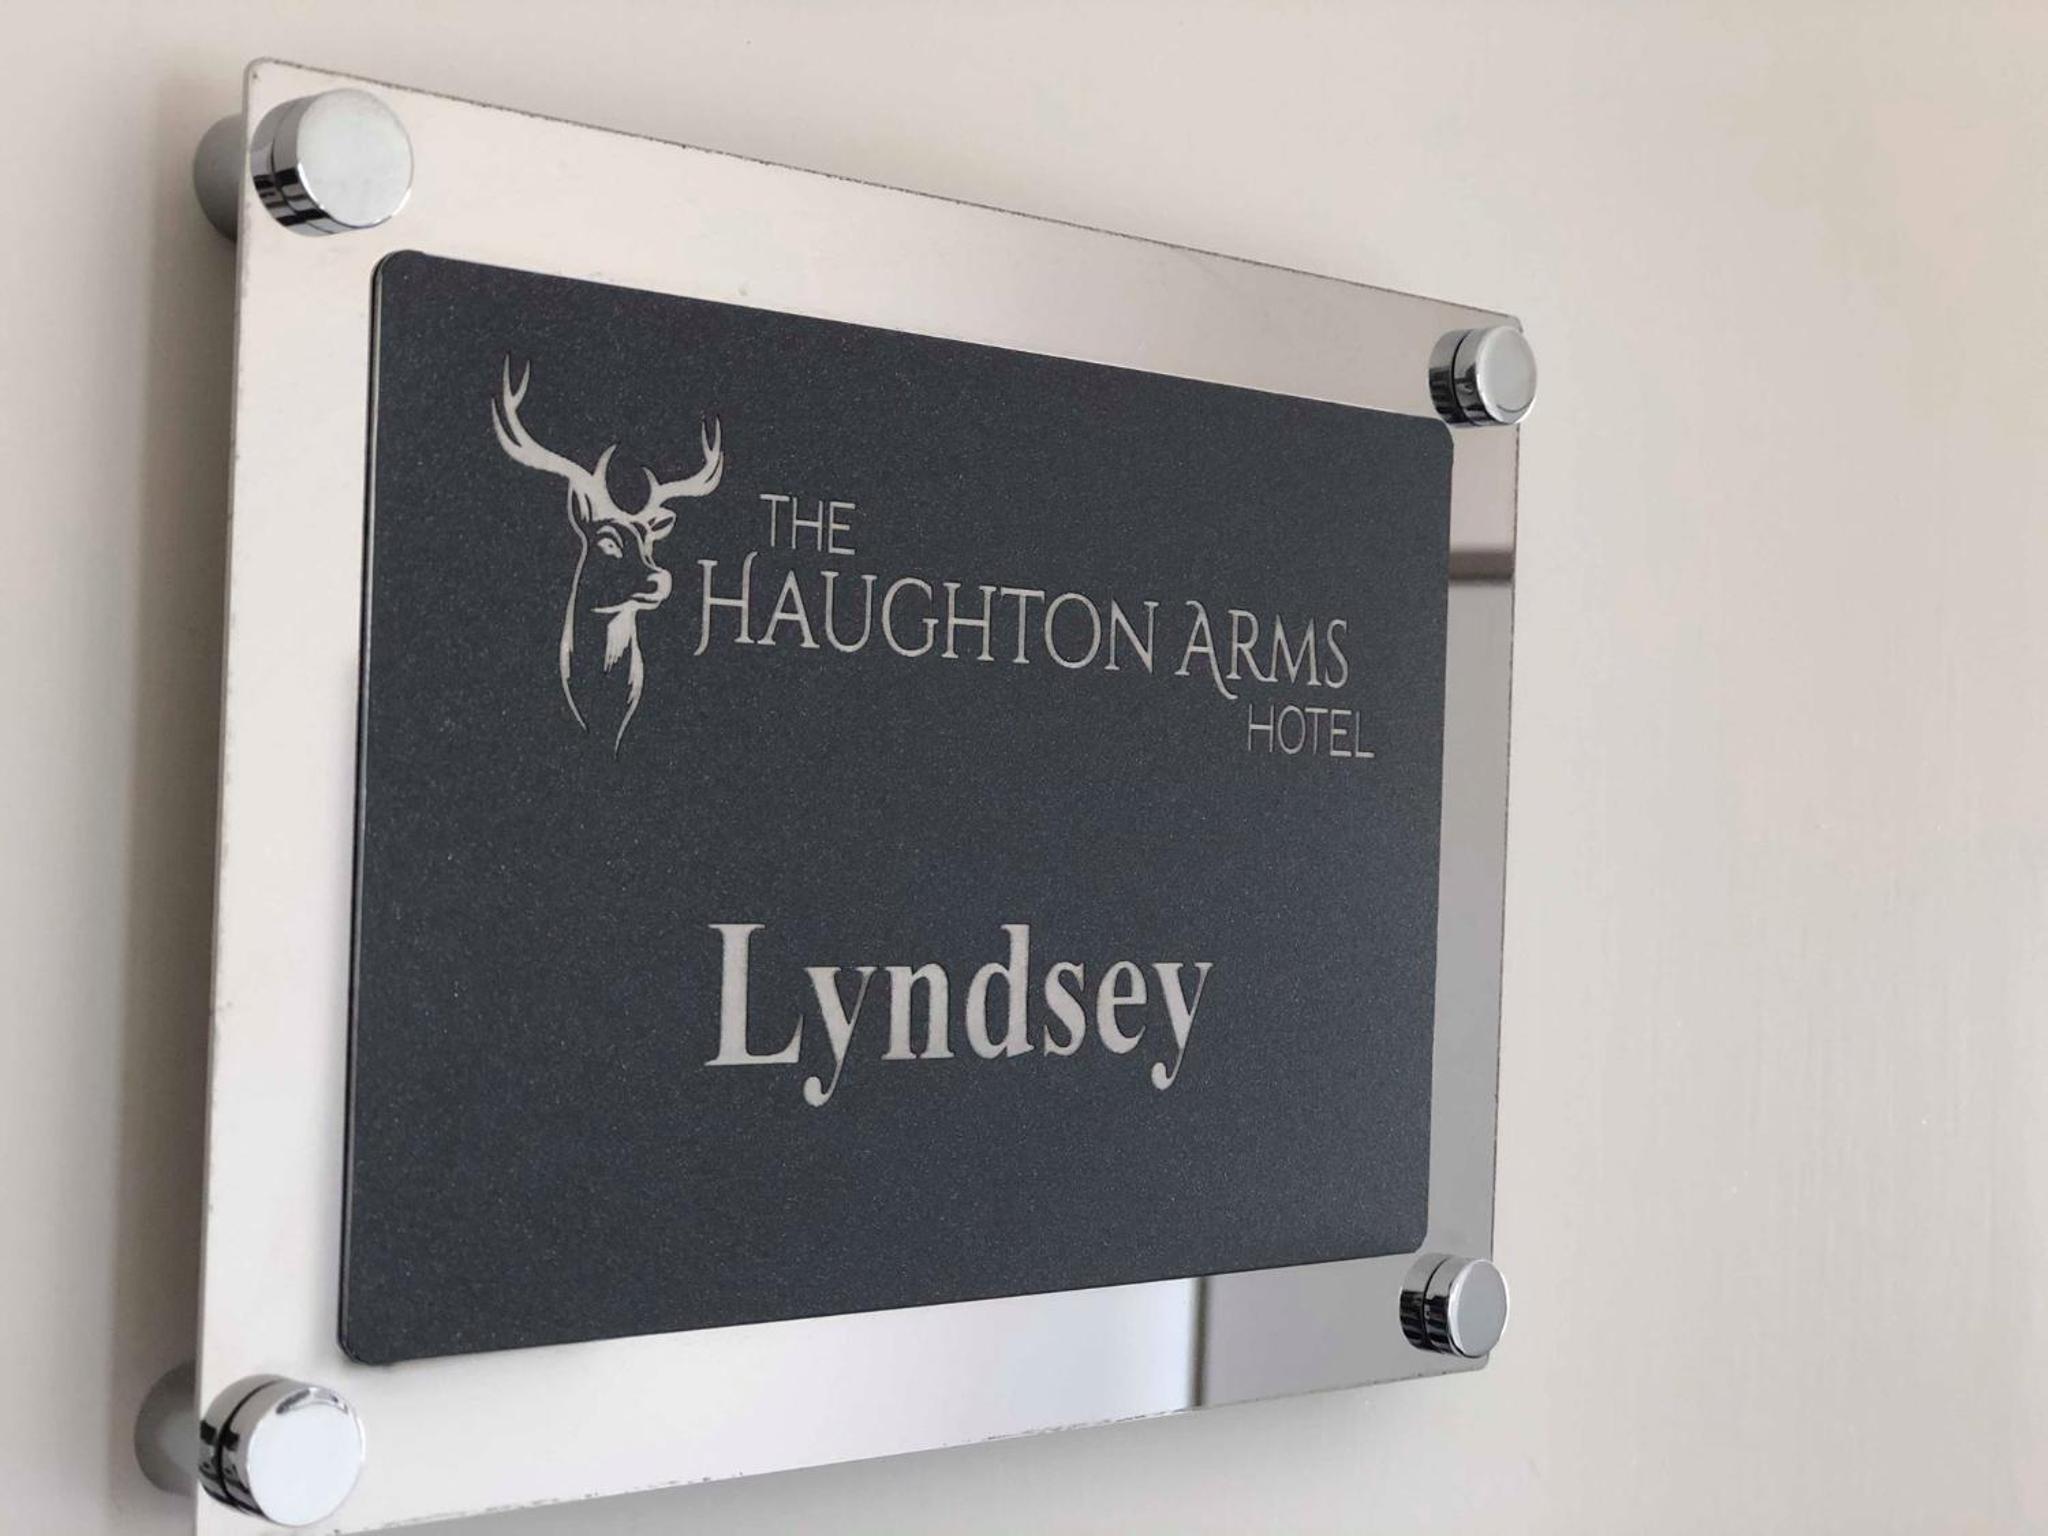 THE
HAUGHTON ARMS
HOTEL
Lyndsey